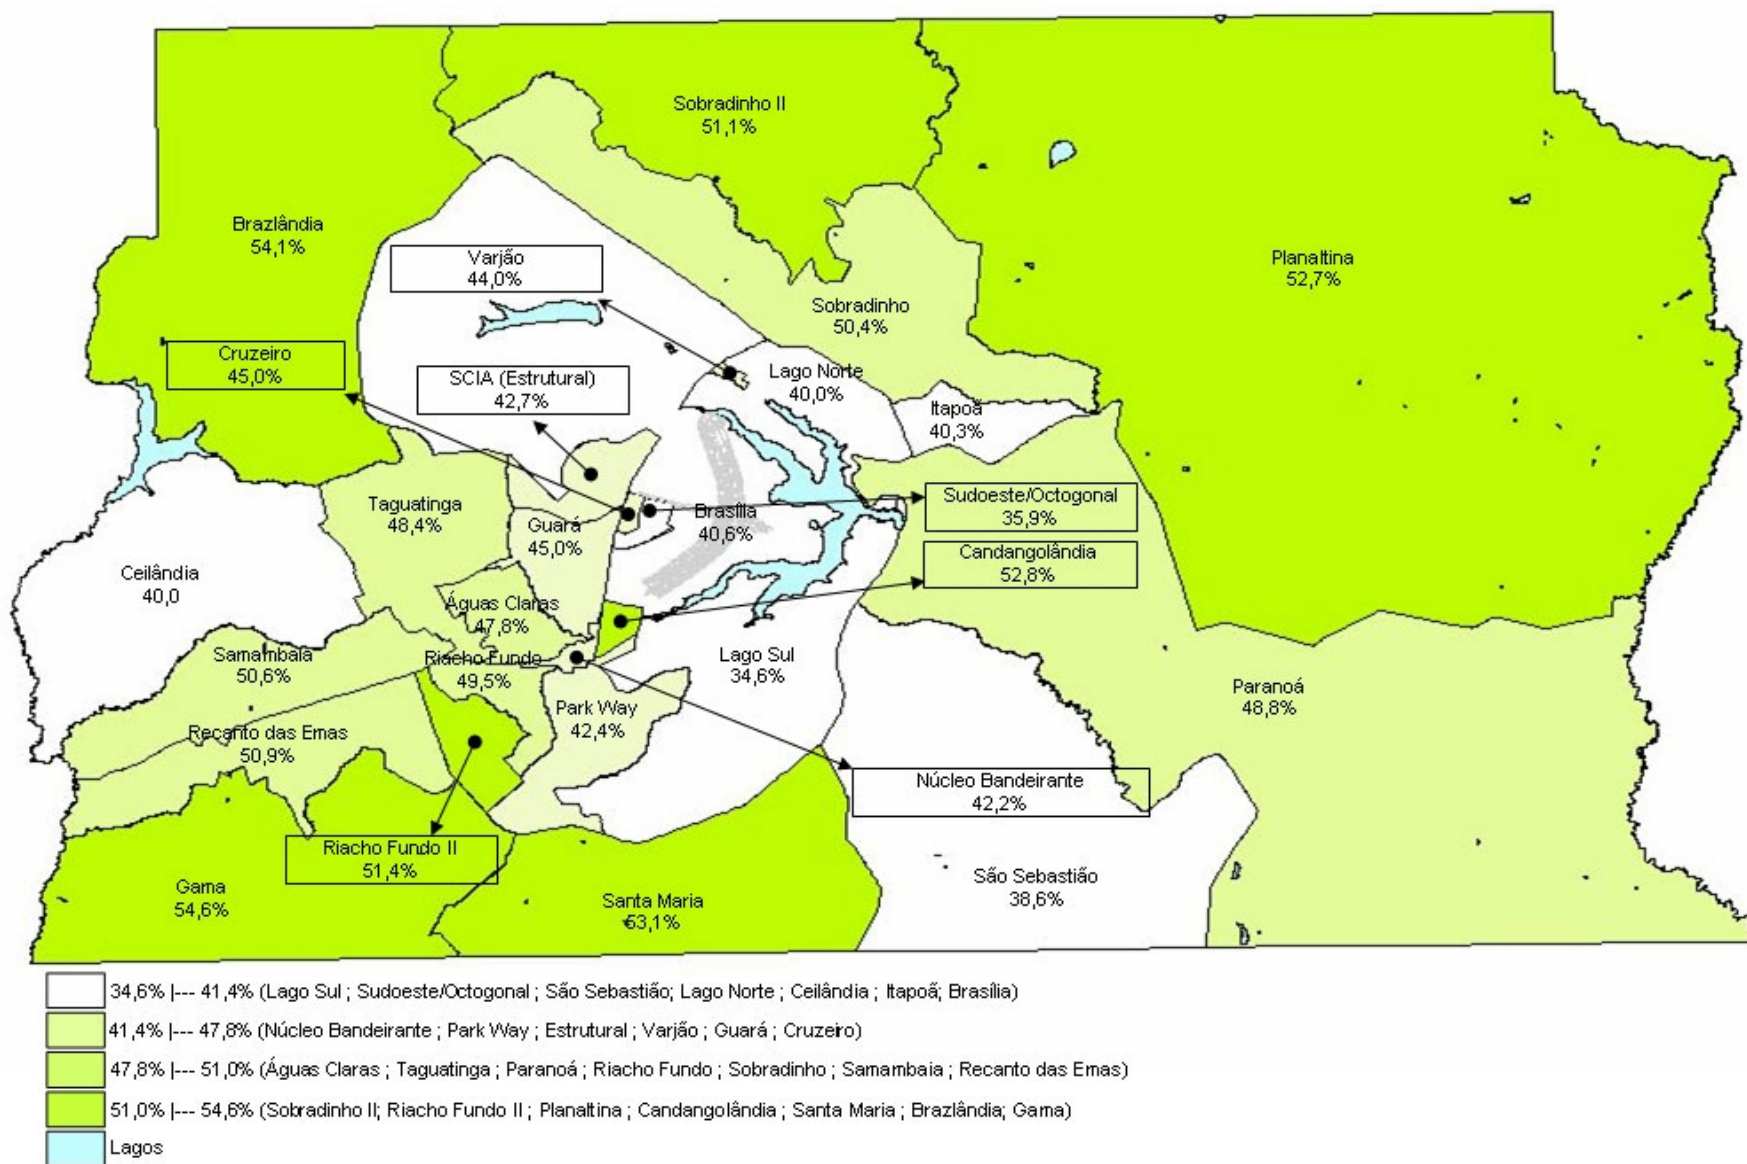 Sobradinho II
51,1%
Brazlândia
54,1%
Varjão
44,0%
Planaltina
52,7%
Sobradinho
50,4%
Cruzeiro
45,0%
SCIA (Estrutural)
42,7%
Lago Norte
40,0%
Itapoã
40,3%
Taguatinga
48,4%
Guará
45,0%
Brasília
40,6%
Sudoeste/Octogonal
35,9%
Candangolândia
52,8%
Ceilândia
40,0
Águas Claras
47,8%
Samambaia
50,6%
Riacho Fundo
49,5%
Lago Sul
34,6%
Paranoá
48,8%
Park Way
42,4%
Recanto das Emas
50,9%
Núcleo Bandeirante
42,2%
Riacho Fundo II
51,4%
Gama
54,6%
Santa Maria
53,1%
São Sebastião
38,6%
34,6% |--- 41,4% (Lago Sul ; Sudoeste/Octogonal ; São Sebastião; Lago Norte ; Ceilândia ; Itapoã; Brasília)
41,4% |--- 47,8% (Núcleo Bandeirante ; Park Way ; Estrutural ; Varjão ; Guará ; Cruzeiro)
47,8% |--- 51,0% (Águas Claras ; Taguatinga ; Paranoá ; Riacho Fundo ; Sobradinho ; Samambaia ; Recanto das Emas)
51,0% |--- 54,6% (Sobradinho II; Riacho Fundo II ; Planaltina ; Candangolândia ; Santa Maria ; Brazlândia; Gama)
Lagos